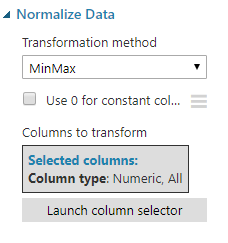 Normalize Data
Transformation method
MinMax
Use 0 for constant col...
Columns to transform
Selected columns:
Column type: Numeric, All
Launch column selector